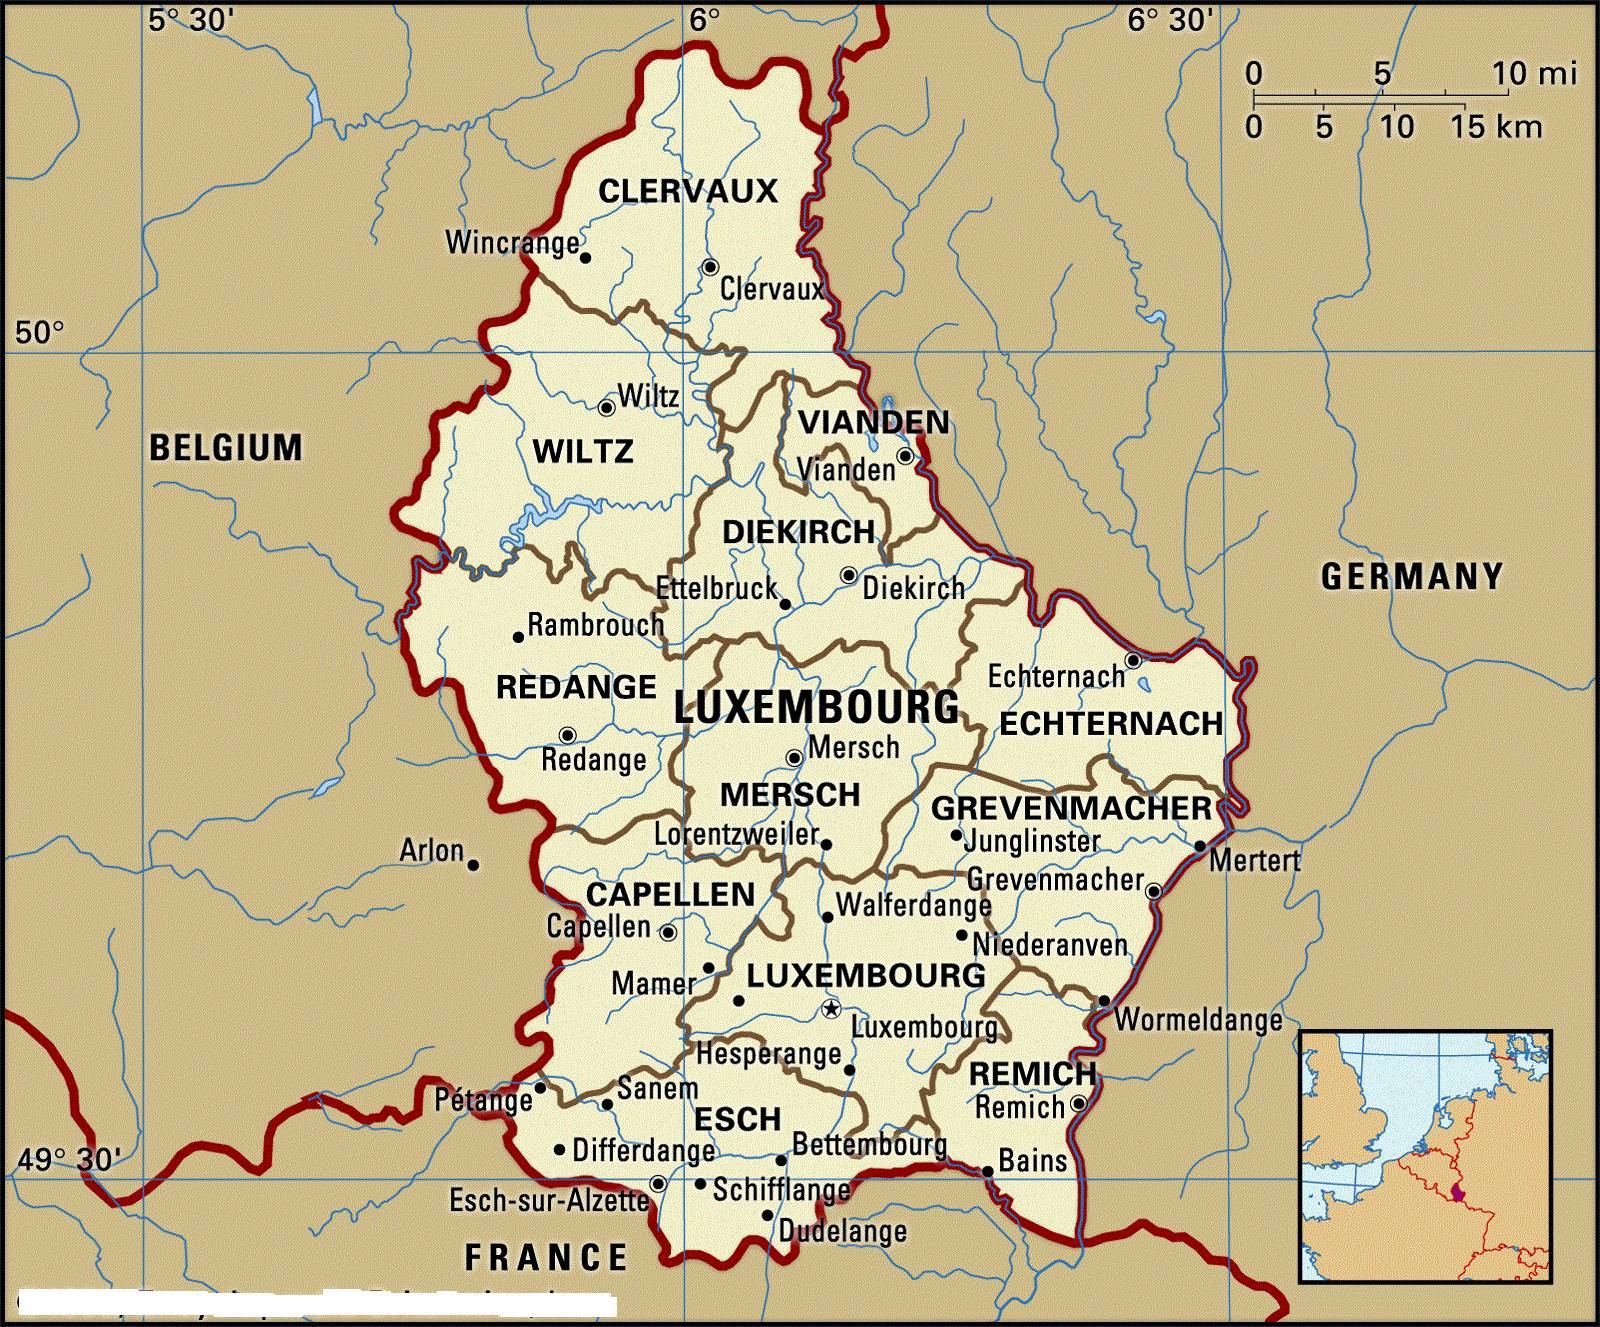 5° 30'
6°
6° 30'
0 5 10 mi
0 5 10 15 km
CLERVAUX
Wincrange
Clervaux
50°
Wiltz
VIANDEN
BELGIUM
WILTZ
Vianden
DIEKIRCH
GERMANY
Ettelbruck
Diekirch
Rambrouch
Echternach
REDANGE
LUXEMBOURG
ECHTERNACH
Redange
Mersch
MERSCH
GREVENMACHER
Lorentzweiler
Junglinster
Arlon
Mertert
CAPELLEN
Grevenmacher
Walferdange
Capellen
Niederanven
Mamer
LUXEMBOURG
Luxembourg
Wormeldange
Hesperange
REMICH
Pétange
Sanem
Remich
ESCH
49° 30'
Differdange
Bettembourg
Bains
Esch-sur-Alzette
Schifflange
Dudelange
FRANCE